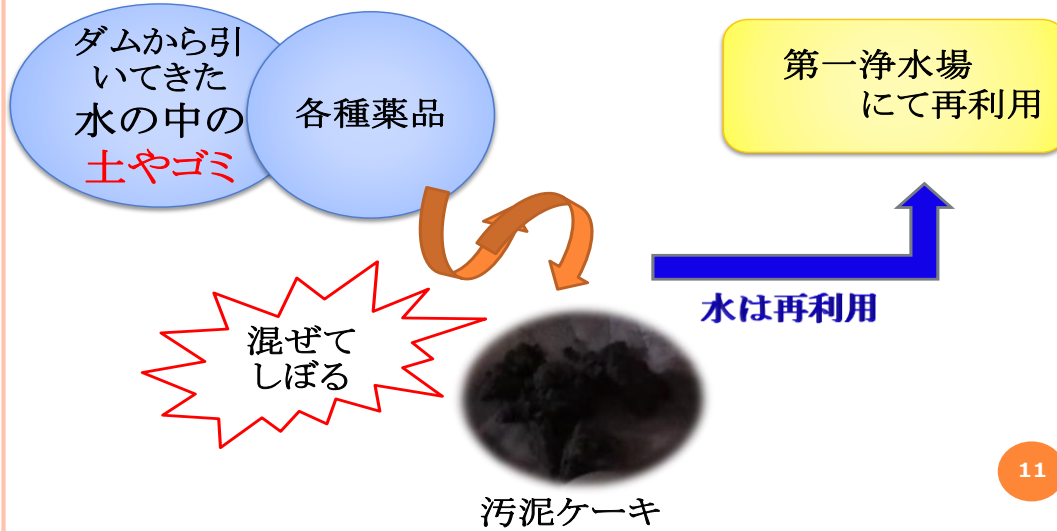 ダムから引
いてきた
水の中の
土やゴミ
各種薬品
第一浄水場
にて再利用
水は再利用
混ぜて
しぼる
汚泥ケーキ
11